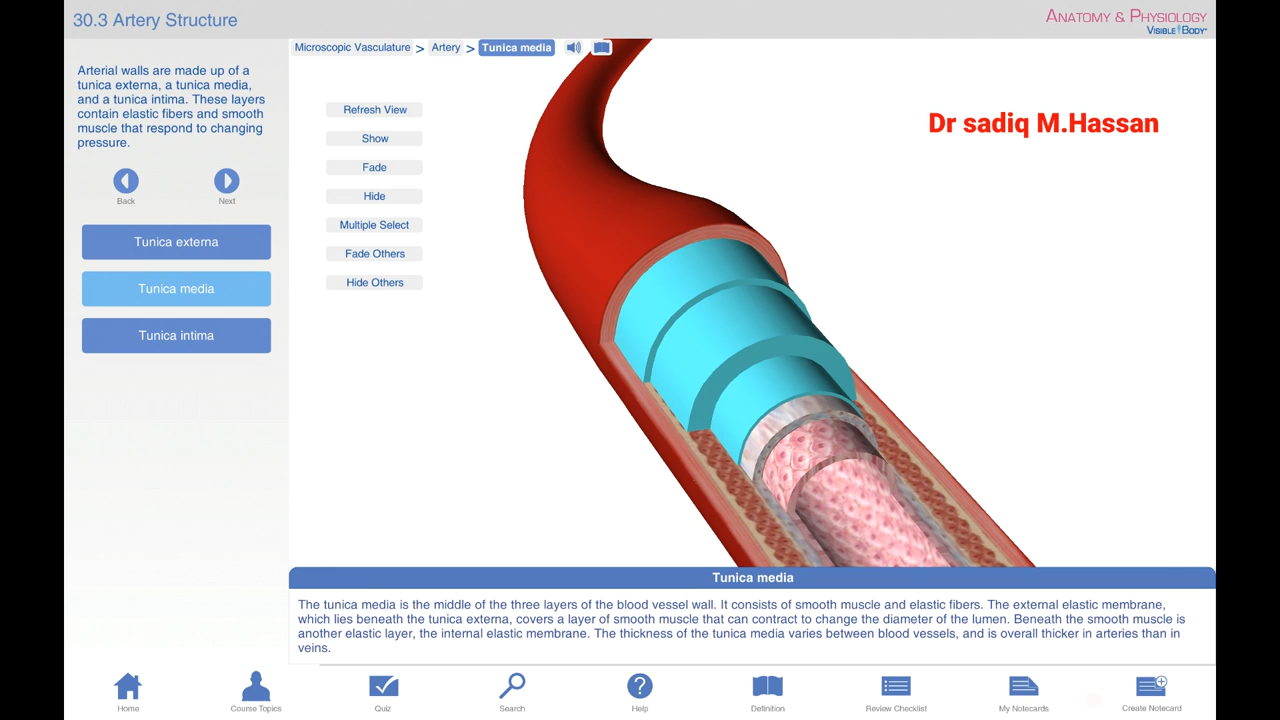 30.3 Artery Structure
ANATOMY & PHYSIOLOGY
VISIBLE BODY
Microscopic Vasculature > Artery > Tunica media
Arterial walls are made up of a
tunica externa, a tunica media,
and a tunica intima. These layers
contain elastic fibers and smooth
muscle that respond to changing
pressure.
Back
Next
Tunica externa
Tunica media
Tunica intima
Refresh View
Show
Fade
Hide
Multiple Select
Fade Others
Hide Others
Dr sadiq M.Hassan
Tunica media
The tunica media is the middle of the three layers of the blood vessel wall. It consists of smooth muscle and elastic fibers. The external elastic membrane,
which lies beneath the tunica externa, covers a layer of smooth muscle that can contract to change the diameter of the lumen. Beneath the smooth muscle is
another elastic layer, the internal elastic membrane. The thickness of the tunica media varies between blood vessels, and is overall thicker in arteries than in
veins.
Home
Course Topics
Quiz
Search
Help
Definition
Review Checklist
My Notecards
Create Notecard